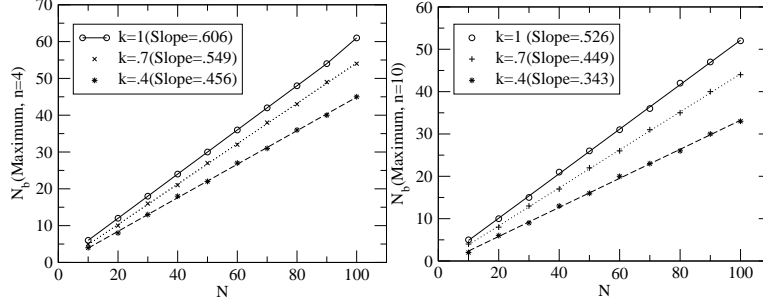 70
60
50
40
30
20
10
0
N_b(Maximum, n=4)
k=1(Slope=.606)
k=.7(Slope=.549)
k=.4(Slope=.456)
0 20 40 60 80 100
N
60
50
40
30
20
10
0
N_b(Maximum, n=10)
k=1 (Slope=.526)
k=.7(Slope=.449)
k=.4(Slope=.343)
0 20 40 60 80 100
N